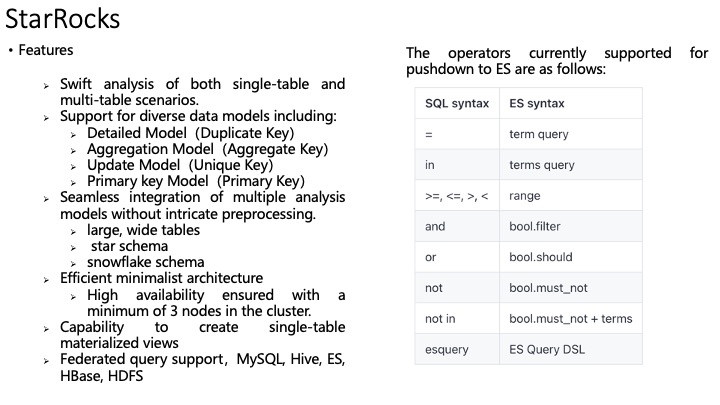 StarRocks
• Features
➢ Swift analysis of both single-table and
multi-table scenarios.
➢ Support for diverse data models including:
➢ Detailed Model (Duplicate Key)
➢ Aggregation Model (Aggregate Key)
➢ Update Model (Unique Key)
➢ Primary key Model (Primary Key)
➢ Seamless integration of multiple analysis
models without intricate preprocessing.
➢ large, wide tables
➢ star schema
➢ snowflake schema
➢ Efficient minimalist architecture
➢ High availability ensured with a
minimum of 3 nodes in the cluster.
➢ Capability to create single-table
materialized views
➢ Federated query support，MySQL, Hive, ES,
HBase, HDFS
The operators currently supported for
pushdown to ES are as follows:
SQL syntax ES syntax
= term query
in terms query
>=, <=, >, < range
and bool.filter
or bool.should
not bool.must_not
not in bool.must_not + terms
esquery ES Query DSL